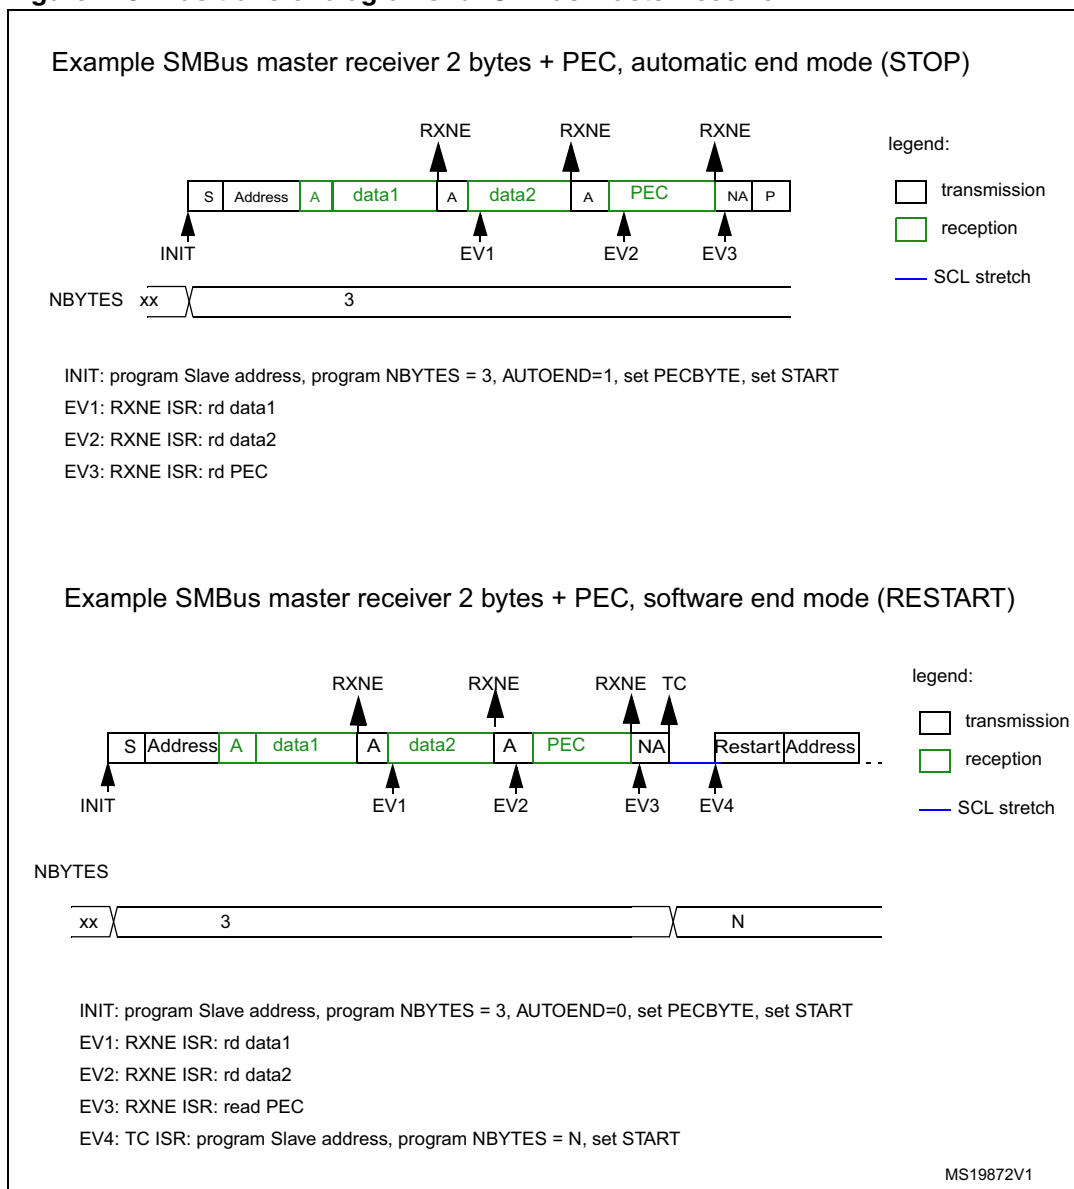 Example SMBus master receiver 2 bytes + PEC, automatic end mode (STOP)
RXNE RXNE RXNE
legend:
S Address A data1 A data2 A PEC NA P
transmission
reception
INIT EV1 EV2 EV3
SCL stretch
NBYTES xx 3
INIT: program Slave address, program NBYTES = 3, AUTOEND=1, set PECBYTE, set START
EV1: RXNE ISR: rd data1
EV2: RXNE ISR: rd data2
EV3: RXNE ISR: rd PEC
Example SMBus master receiver 2 bytes + PEC, software end mode (RESTART)
RXNE RXNE RXNE TC
legend:
S Address A data1 A data2 A PEC NA Restart Address
transmission
reception
INIT EV1 EV2 EV3 EV4
SCL stretch
NBYTES
xx 3 N
INIT: program Slave address, program NBYTES = 3, AUTOEND=0, set PECBYTE, set START
EV1: RXNE ISR: rd data1
EV2: RXNE ISR: rd data2
EV3: RXNE ISR: read PEC
EV4: TC ISR: program Slave address, program NBYTES = N, set START
MS19872V1